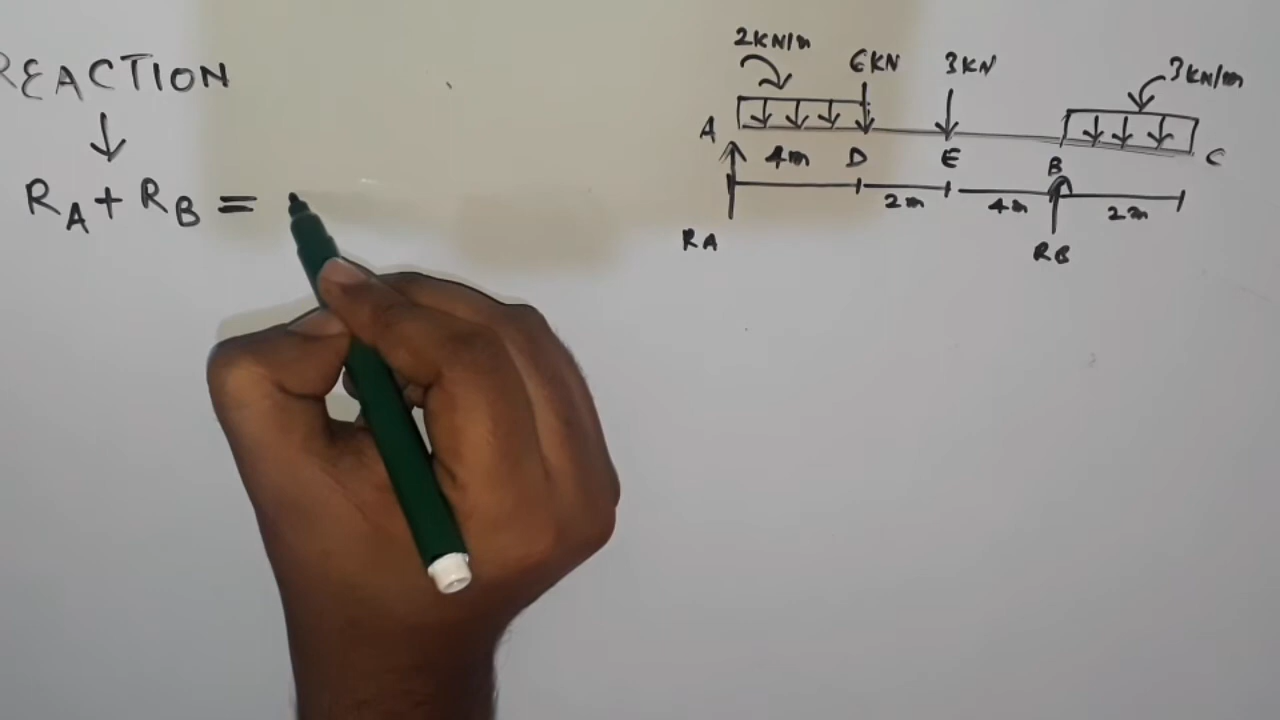 REACTION
RA + RB =
2KN/m
6KN 3KN
3KN/m
A D E B C
4m 2m 4m 2m
RA RB